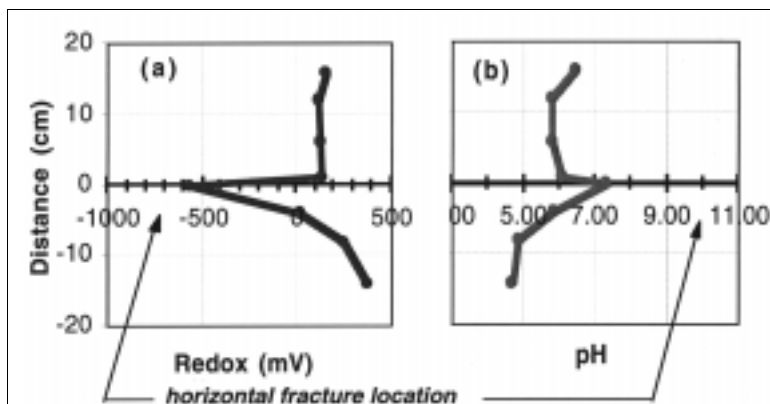 20
(a)
(b)
10
0
-1000 -500 0 500
00 5.00 7.00 9.00 11.00
-10
-20
Distance (cm)
Redox (mV)
pH
horizontal fracture location